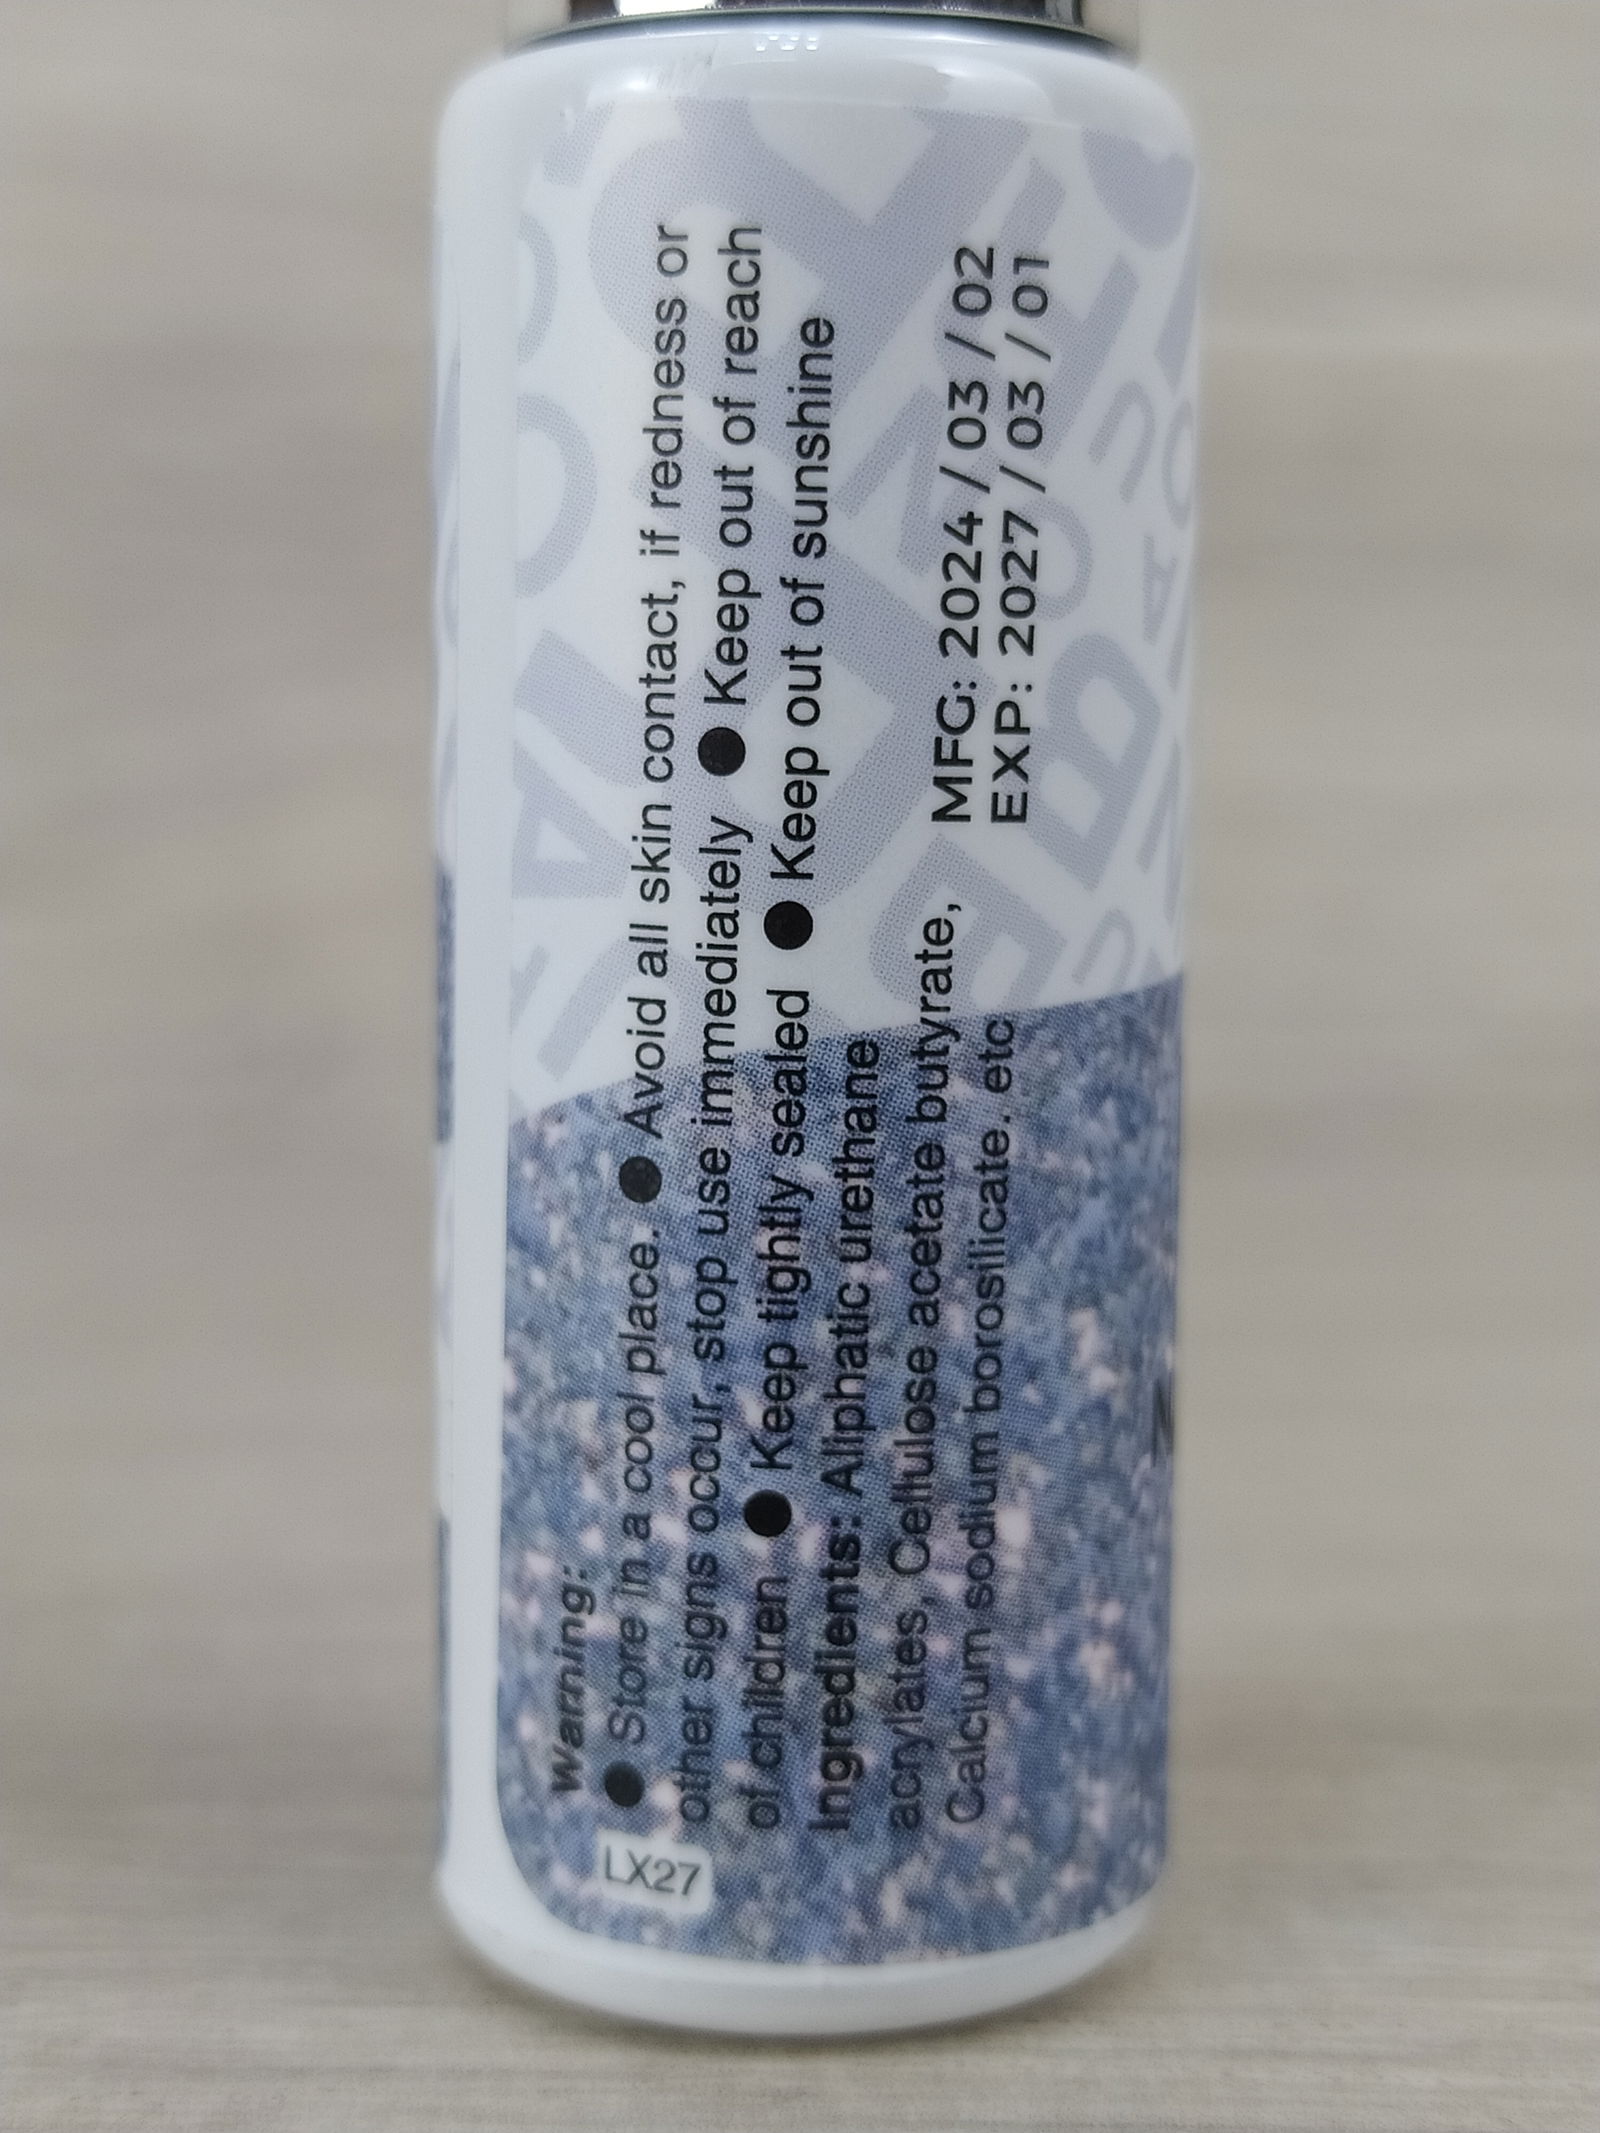 Warning:
● Store in a cool place. ● Avoid all skin contact, if redness or
other signs occur, stop use immediately ● Keep out of reach
of children ● Keep tightly sealed ● Keep out of sunshine
Ingredients: Aliphatic urethane
acrylates, Cellulose acetate butyrate,
Calcium sodium borosilicate. etc
MFG: 2024 / 03 / 02
EXP: 2027 / 03 / 01
LX27